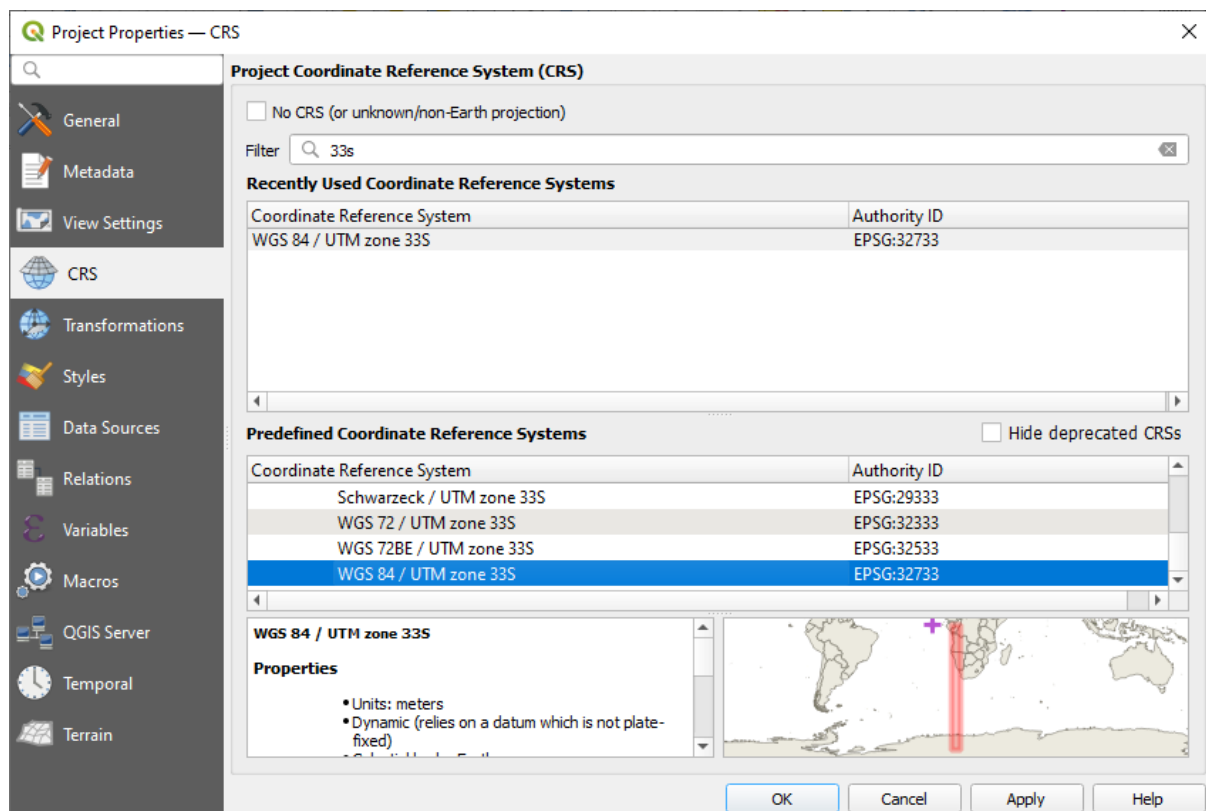 Project Properties — CRS
Project Coordinate Reference System (CRS)
General
Metadata
View Settings
CRS
Transformations
Styles
Data Sources
Relations
Variables
Macros
QGIS Server
Temporal
Terrain
No CRS (or unknown/non-Earth projection)
Filter 33s
Recently Used Coordinate Reference Systems
Coordinate Reference System Authority ID
WGS 84 / UTM zone 33S EPSG:32733
Predefined Coordinate Reference Systems Hide deprecated CRSs
Coordinate Reference System Authority ID
Schwarzeck / UTM zone 33S EPSG:29333
WGS 72 / UTM zone 33S EPSG:32333
WGS 72BE / UTM zone 33S EPSG:32533
WGS 84 / UTM zone 33S EPSG:32733
WGS 84 / UTM zone 33S
Properties
• Units: meters
• Dynamic (relies on a datum which is not plate-
fixed)
OK Cancel Apply Help